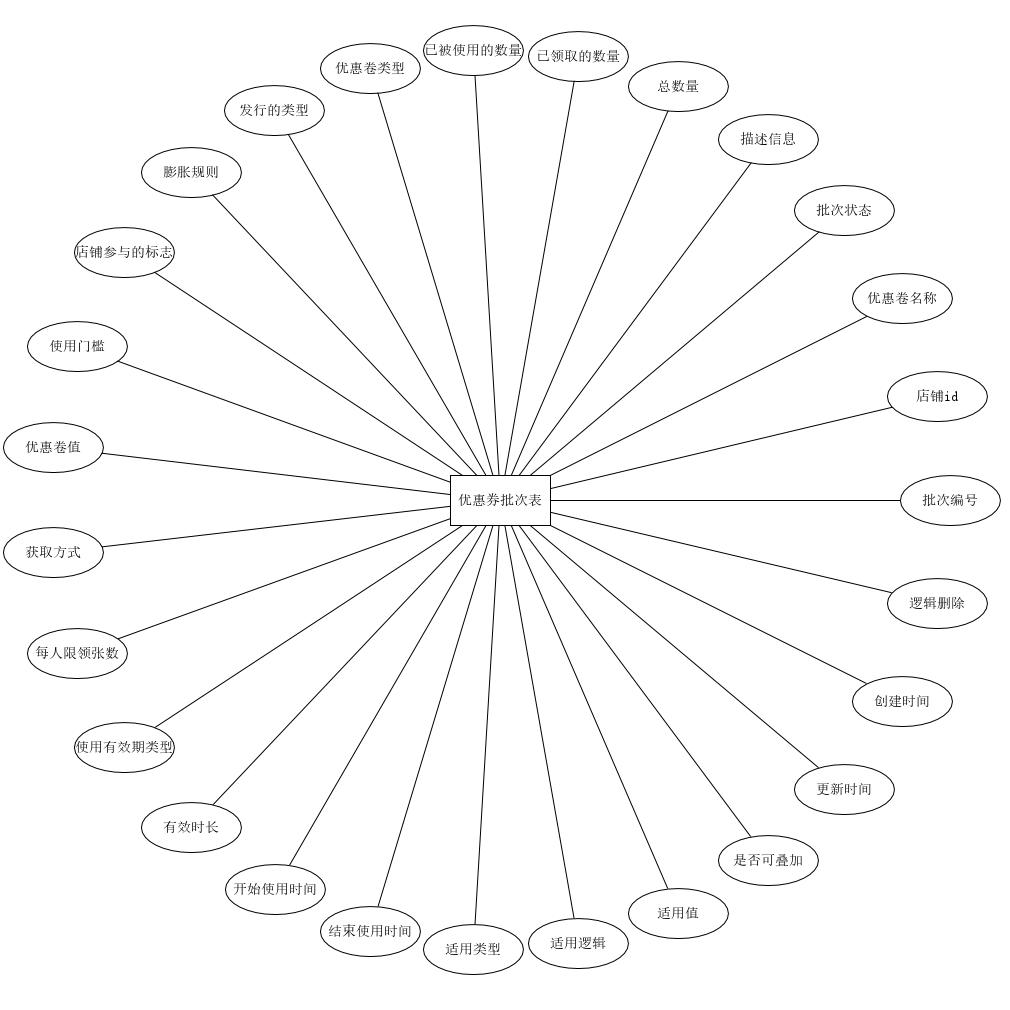 已被使用的数量
已领取的数量
优惠卷类型
总数量
发行的类型
描述信息
膨胀规则
批次状态
店铺参与的标志
优惠卷名称
使用门槛
店铺id
优惠卷值
优惠券批次表
批次编号
获取方式
逻辑删除
每人限领张数
创建时间
使用有效期类型
更新时间
有效时长
是否可叠加
开始使用时间
适用值
结束使用时间
适用逻辑
适用类型